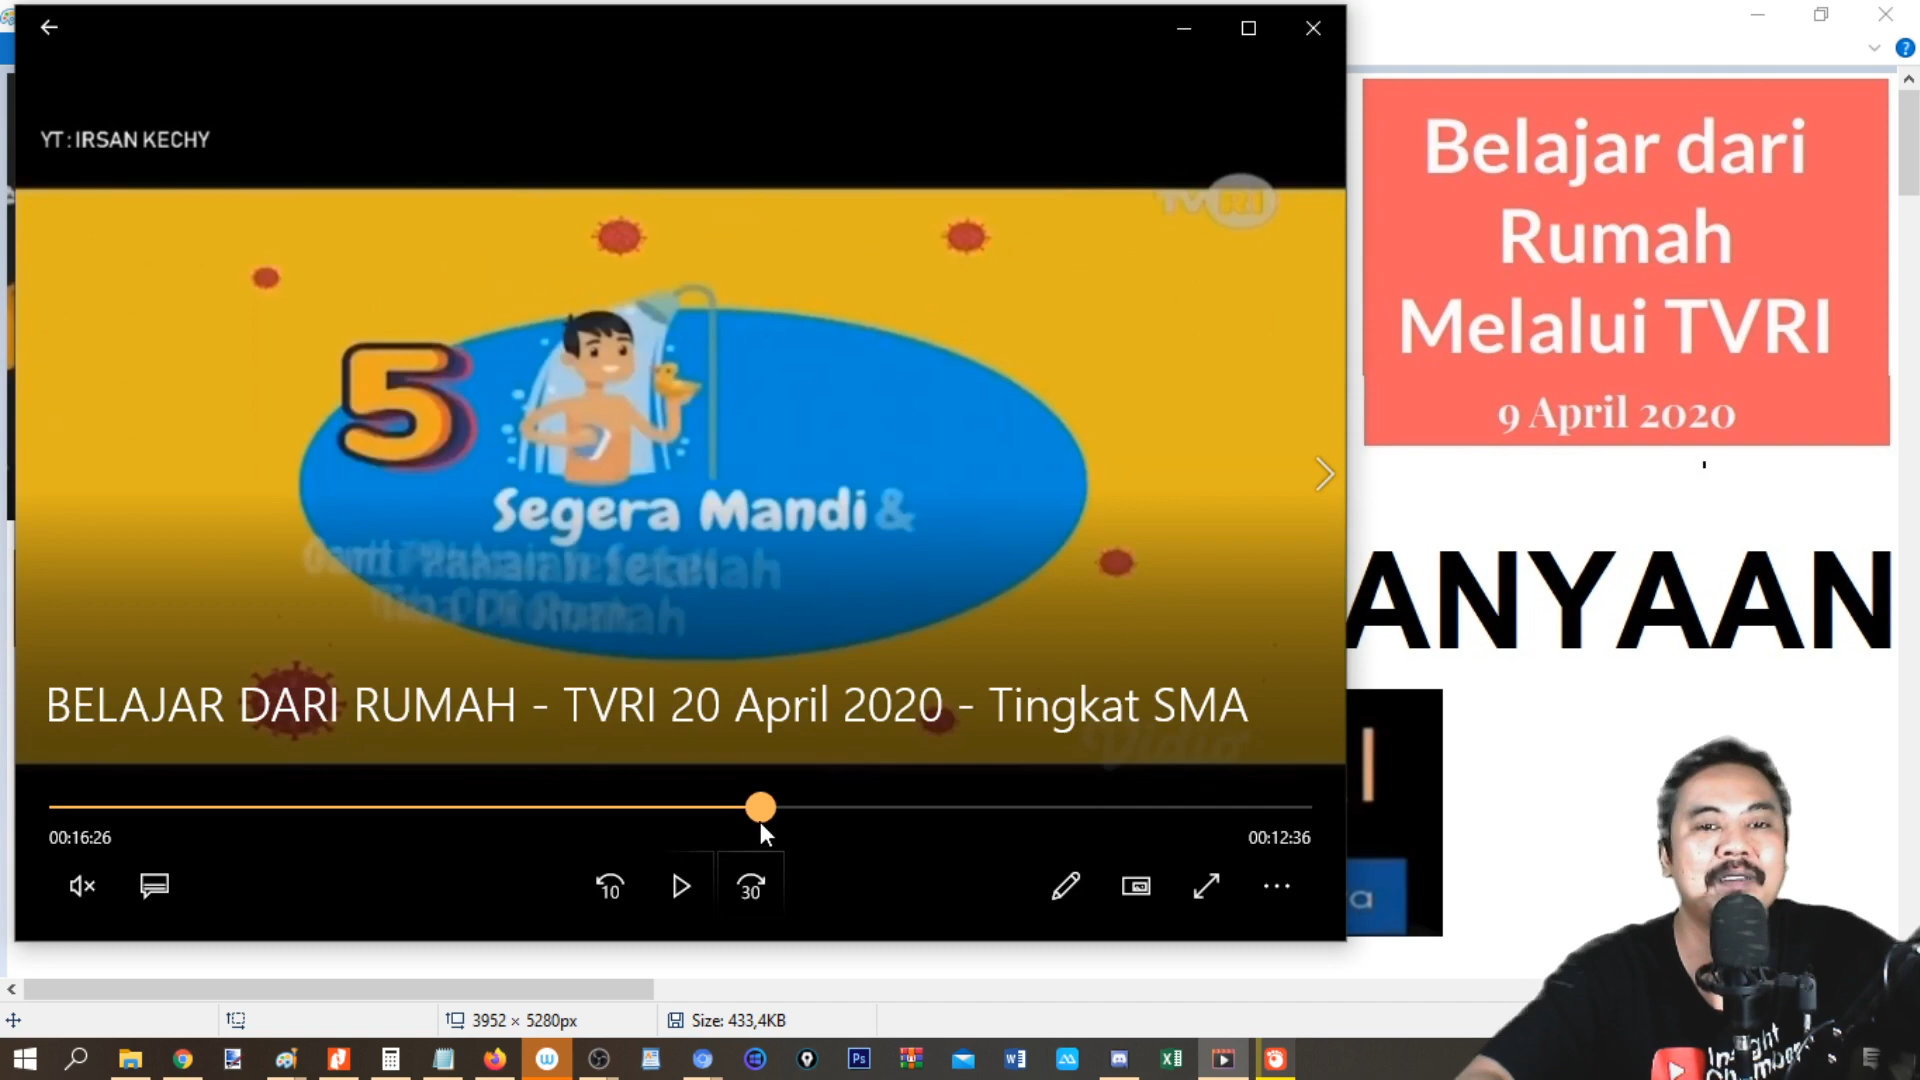 YT : IRSAN KECHY
TVRI
5
Segera Mandi &
BELAJAR DARI RUMAH - TVRI 20 April 2020 - Tingkat SMA
00:16:26
00:12:36
10
30
Belajar dari
Rumah
Melalui TVRI
9 April 2020
ANYAAN
a
3952 × 5280px
Size: 433,4KB